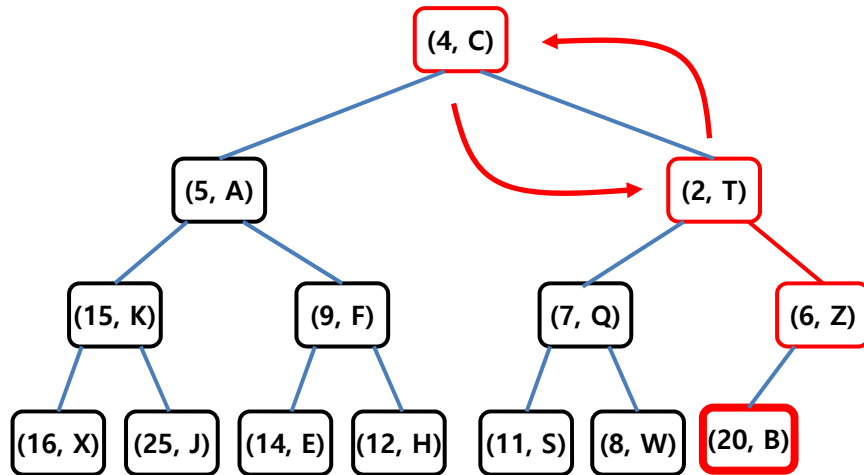 (4, C)
(5, A)
(2, T)
(15, K)
(9, F)
(7, Q)
(6, Z)
(16, X)
(25, J)
(14, E)
(12, H)
(11, S)
(8, W)
(20, B)